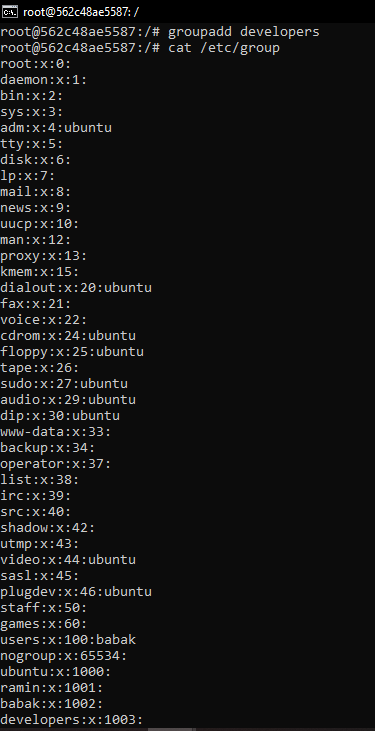 root@562c48ae5587: /
root@562c48ae5587:/# groupadd developers
root@562c48ae5587:/# cat /etc/group
root:x:0:
daemon:x:1:
bin:x:2:
sys:x:3:
adm:x:4:ubuntu
tty:x:5:
disk:x:6:
lp:x:7:
mail:x:8:
news:x:9:
uucp:x:10:
man:x:12:
proxy:x:13:
kmem:x:15:
dialout:x:20:ubuntu
fax:x:21:
voice:x:22:
cdrom:x:24:ubuntu
floppy:x:25:ubuntu
tape:x:26:
sudo:x:27:ubuntu
audio:x:29:ubuntu
dip:x:30:ubuntu
www-data:x:33:
backup:x:34:
operator:x:37:
list:x:38:
irc:x:39:
src:x:40:
shadow:x:42:
utmp:x:43:
video:x:44:ubuntu
sasl:x:45:
plugdev:x:46:ubuntu
staff:x:50:
games:x:60:
users:x:100:babak
nogroup:x:65534:
ubuntu:x:1000:
ramin:x:1001:
babak:x:1002:
developers:x:1003: